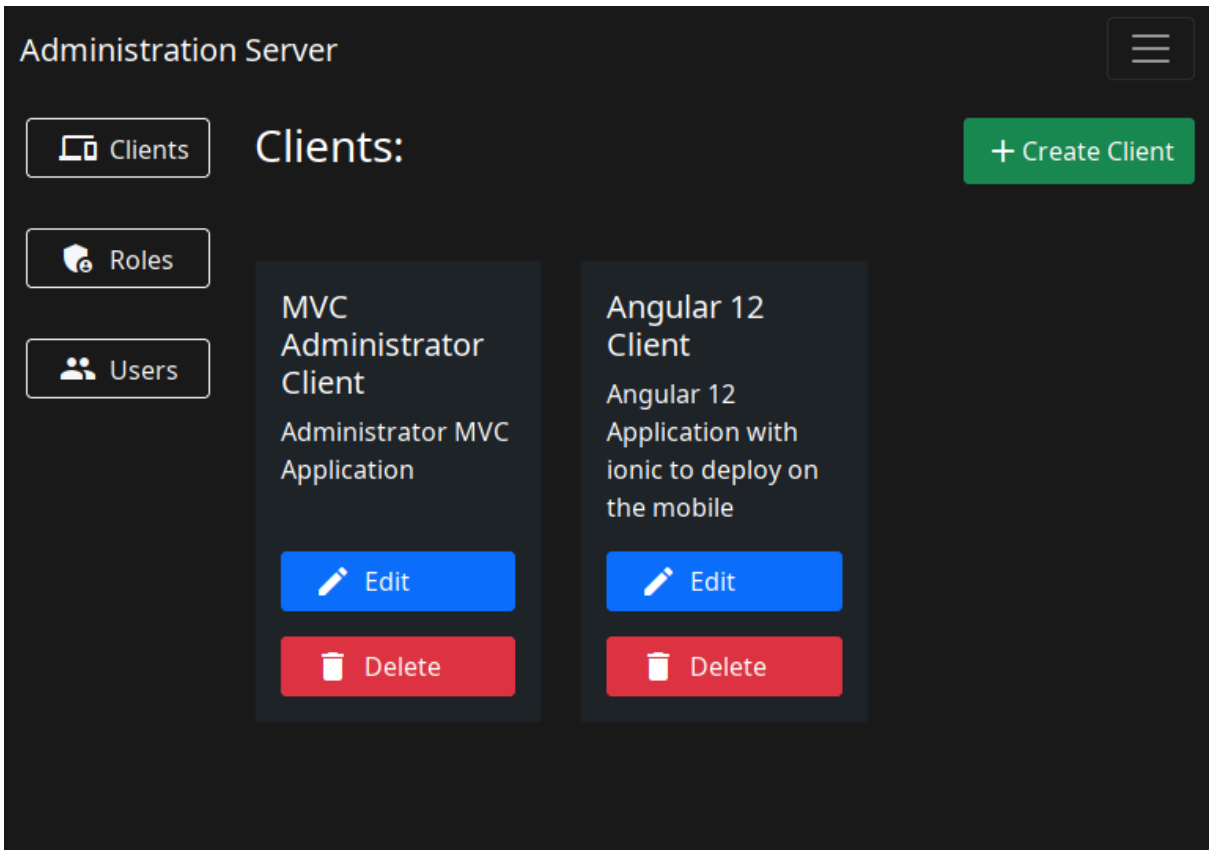 Administration Server
Clients
Roles
Users
Clients:
+ Create Client
MVC
Administrator
Client
Administrator MVC
Application
Edit
Delete
Angular 12
Client
Angular 12
Application with
ionic to deploy on
the mobile
Edit
Delete